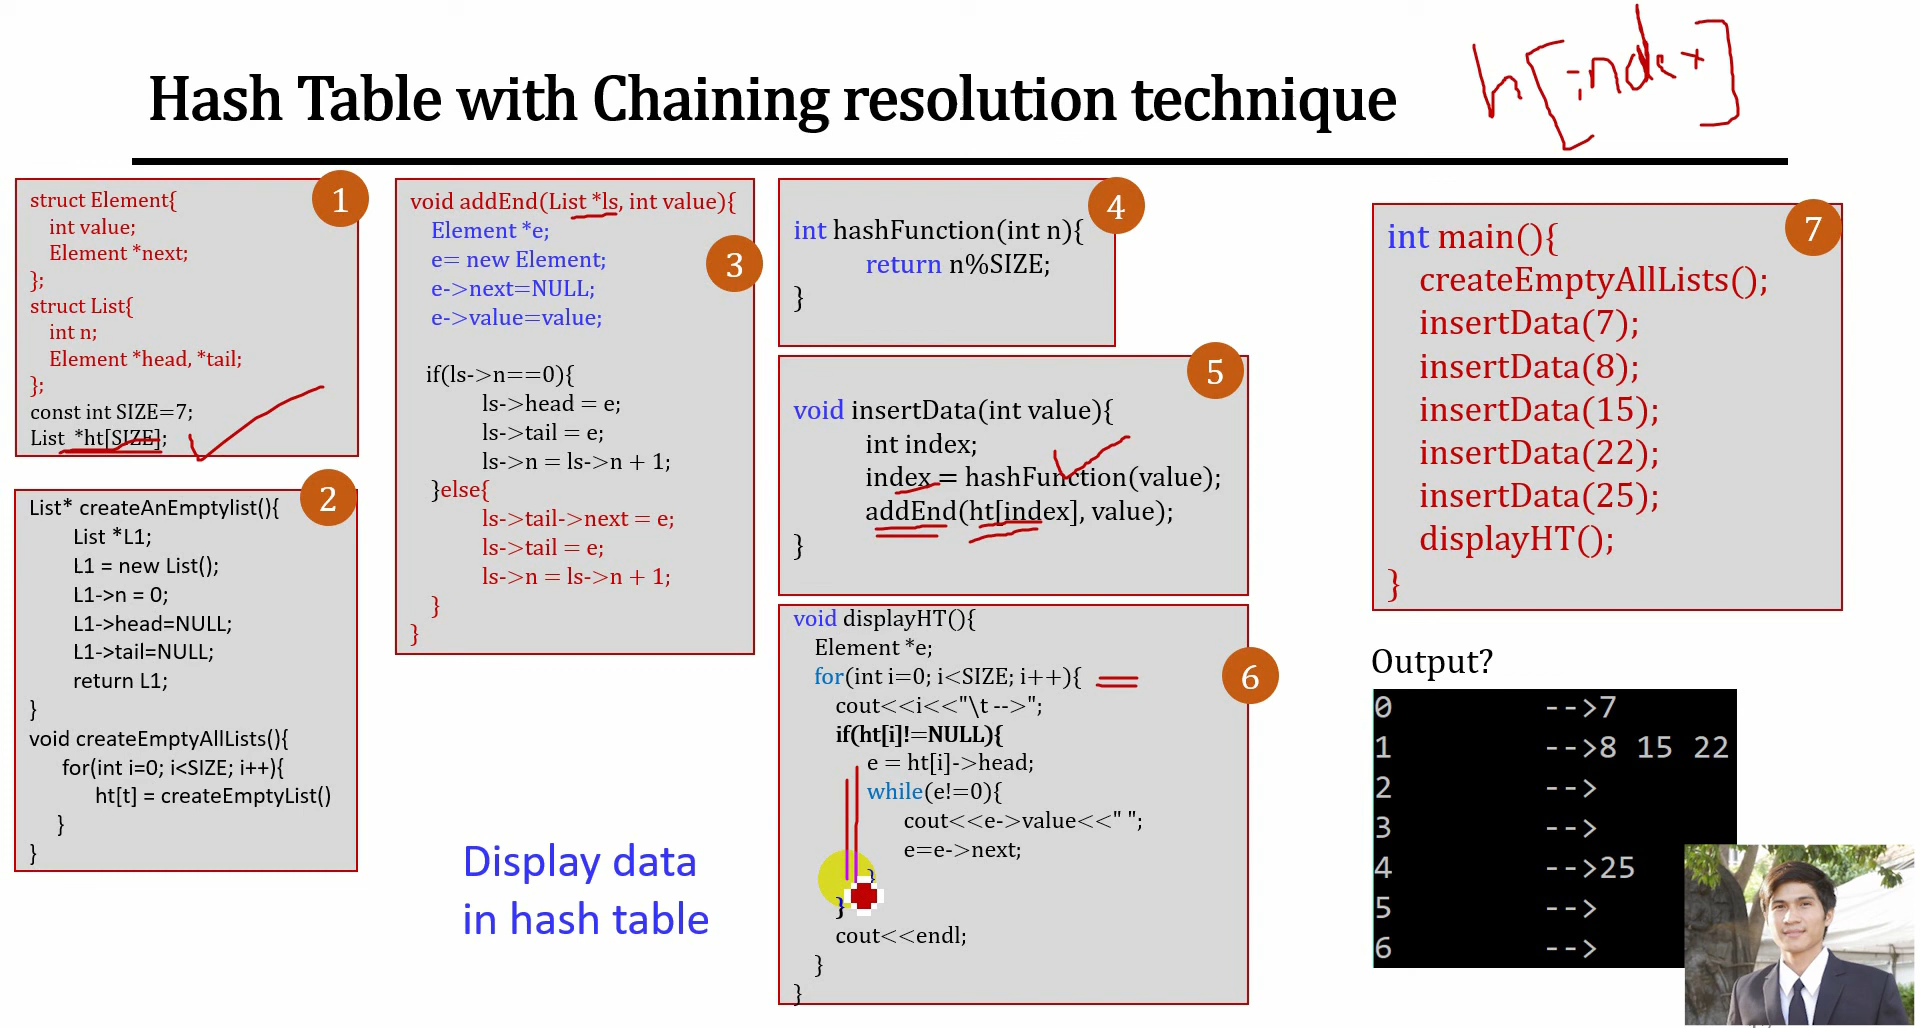 h[index]
Hash Table with Chaining resolution technique
1
struct Element{
int value;
Element *next;
};
struct List{
int n;
Element *head, *tail;
};
const int SIZE=7;
List *ht[SIZE];
2
List* createAnEmptylist(){
List *L1;
L1 = new List();
L1->n = 0;
L1->head=NULL;
L1->tail=NULL;
return L1;
}
void createEmptyAllLists(){
for(int i=0; i<SIZE; i++){
ht[t] = createEmptyList()
}
}
void addEnd(List *ls, int value){
3
Element *e;
e= new Element;
e->next=NULL;
e->value=value;
if(ls->n==0){
ls->head = e;
ls->tail = e;
ls->n = ls->n + 1;
}else{
ls->tail->next = e;
ls->tail = e;
ls->n = ls->n + 1;
}
}
Display data
in hash table
4
int hashFunction(int n){
return n%SIZE;
}
5
void insertData(int value){
int index;
index = hashFunction(value);
addEnd(ht[index], value);
}
6
void displayHT(){
Element *e;
for(int i=0; i<SIZE; i++){
cout<<i<<"\t -->";
if(ht[i]!=NULL){
e = ht[i]->head;
while(e!=0){
cout<<e->value<<" ";
e=e->next;
}
}
cout<<endl;
}
}
7
int main(){
createEmptyAllLists();
insertData(7);
insertData(8);
insertData(15);
insertData(22);
insertData(25);
displayHT();
}
Output?
0 -->7
1 -->8 15 22
2 -->
3 -->
4 -->25
5 -->
6 -->